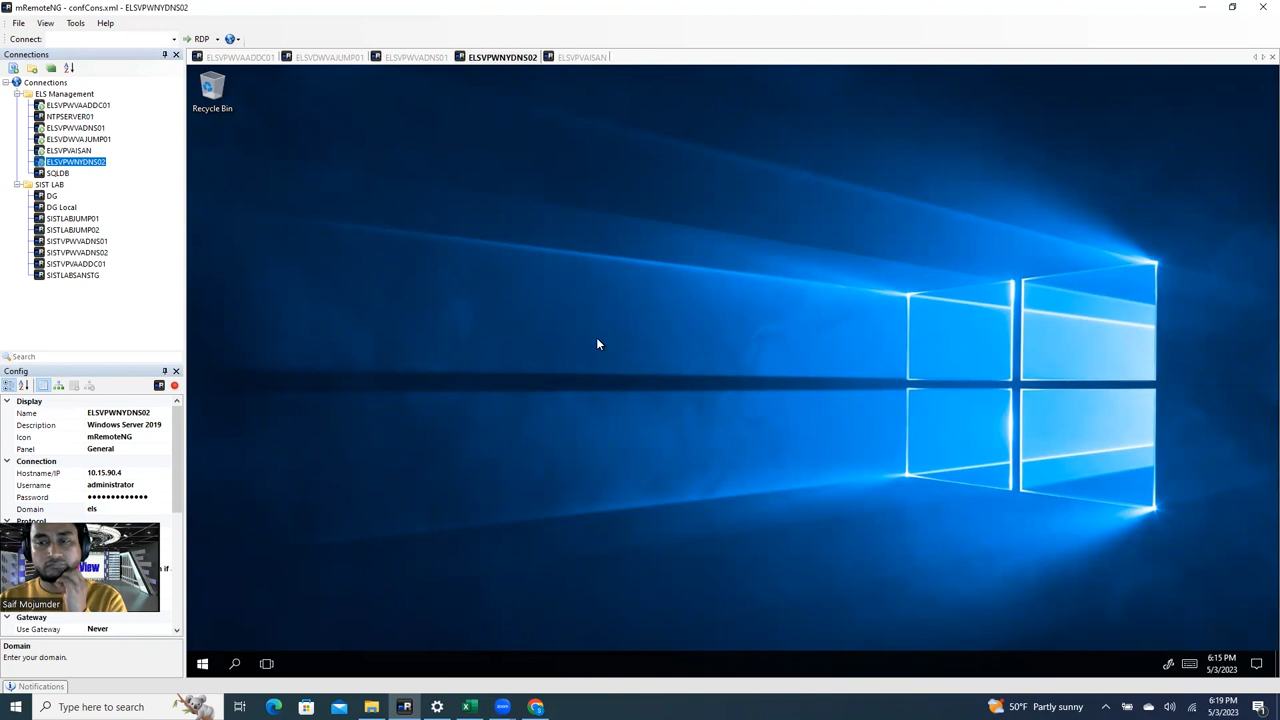 mRemoteNG - confCons.xml - ELSVPWNYDNS02
File View Tools Help
Connect: RDP
Connections
ELSVPWVAADDC01 ELSVDWVAJUMP01 ELSVPWVADNS01 ELSVPWNYDNS02 ELSVPVAISAN
Connections
ELS Management
ELSVPWVAADDC01
NTPSERVER01
ELSVPWVADNS01
ELSVDWVAJUMP01
ELSVPVAISAN
ELSVPWNYDNS02
SQLDB
SIST LAB
DG
DG Local
SISTLABJUMP01
SISTLABJUMP02
SISTVPWVADNS01
SISTVPWVADNS02
SISTVPVAADDC01
SISTLABSANSTG
Recycle Bin
Search
Config
Display
Name ELSVPWNYDNS02
Description Windows Server 2019
Icon mRemoteNG
Panel General
Connection
Hostname/IP 10.15.90.4
Username administrator
Password ●●●●●●●●●●●●●
Domain els
Protocol
View
Saif Mojumder
Gateway
Use Gateway Never
Domain
Enter your domain.
6:15 PM
5/3/2023
Notifications
Type here to search
50°F Partly sunny
6:19 PM
5/3/2023